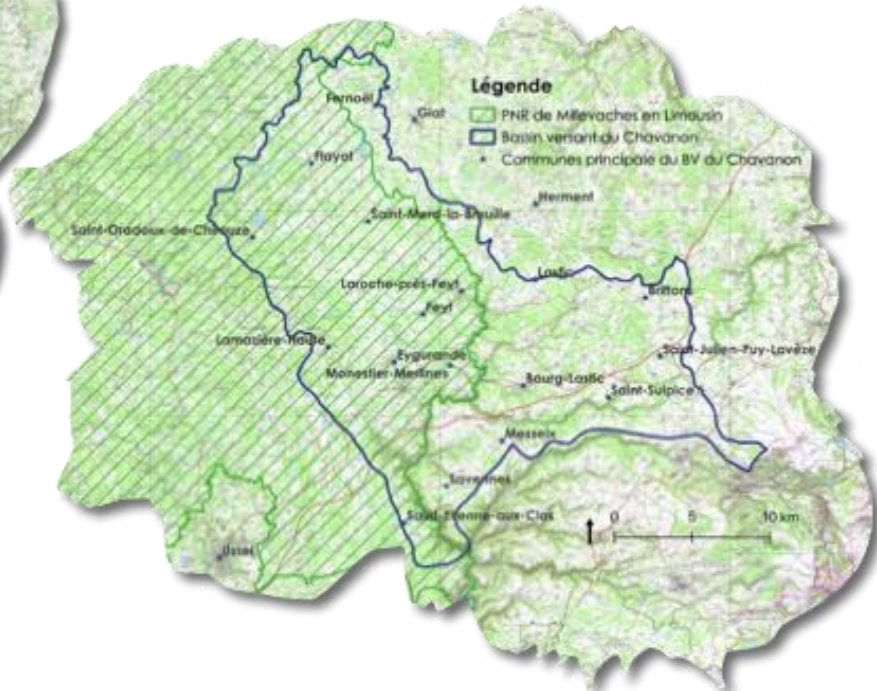 Légende
PNR de Millevaches en Limousin
Bassin versant du Chavanon
Communes principale du BV du Chavanon
Fernoël
Giat
Flayat
Herment
Saint-Merd-la-Breuille
Saint-Oradoux-de-Chirouze
Lastic
Laroche-près-Feyt
Briffons
Feyt
Lamazière-Haute
Eygurande
Saint-Julien-Puy-Lavèze
Monestier-Merlines
Bourg-Lastic
Saint-Sulpice
Messeix
Savennes
Saint-Etienne-aux-Clos
0 5 10 km
Ussel